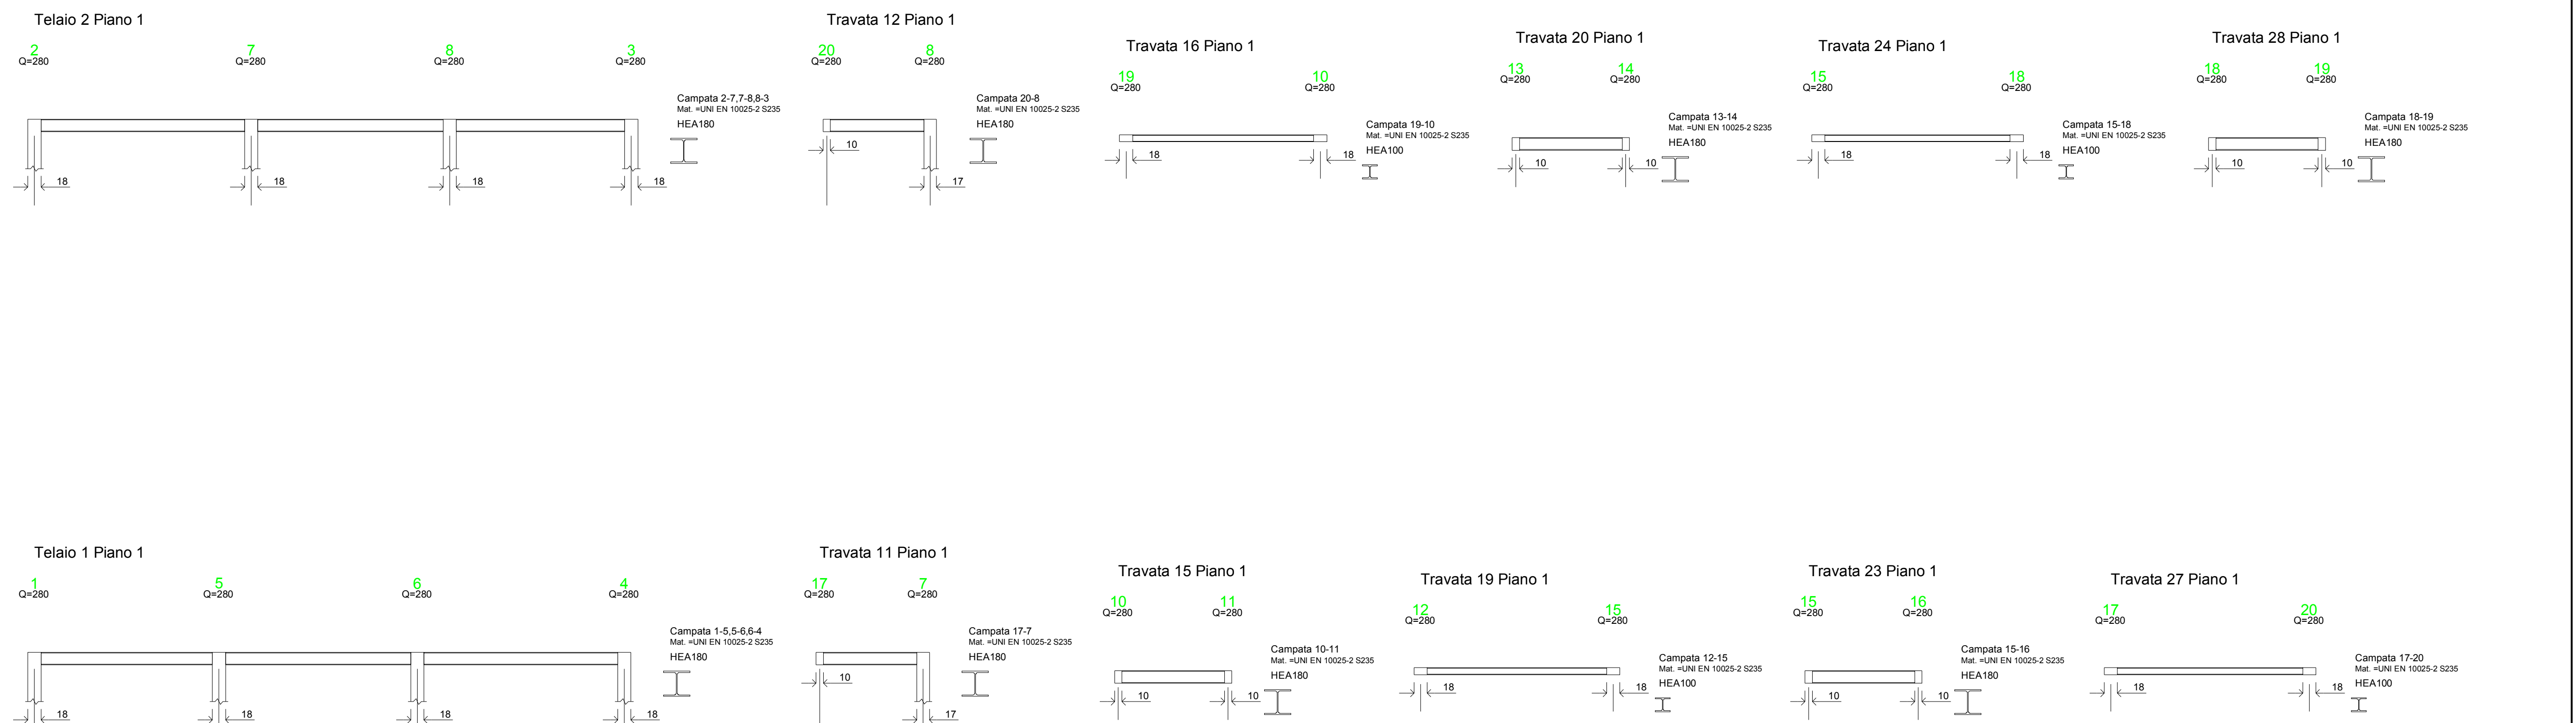 Telaio 2 Piano 1
2 7 8 3
Q=280 Q=280 Q=280 Q=280
Campata 2-7,7-8,8-3
Mat. =UNI EN 10025-2 S235
HEA180
18 18 18 18
Travata 12 Piano 1
20 8
Q=280 Q=280
Campata 20-8
Mat. =UNI EN 10025-2 S235
HEA180
10
17
Travata 16 Piano 1
19 10
Q=280 Q=280
Campata 19-10
Mat. =UNI EN 10025-2 S235
HEA100
18 18
Travata 20 Piano 1
13 14
Q=280 Q=280
Campata 13-14
Mat. =UNI EN 10025-2 S235
HEA180
10 10
Travata 24 Piano 1
15 18
Q=280 Q=280
Campata 15-18
Mat. =UNI EN 10025-2 S235
HEA100
18 18
Travata 28 Piano 1
18 19
Q=280 Q=280
Campata 18-19
Mat. =UNI EN 10025-2 S235
HEA180
10 10
Telaio 1 Piano 1
1 5 6 4
Q=280 Q=280 Q=280 Q=280
Campata 1-5,5-6,6-4
Mat. =UNI EN 10025-2 S235
HEA180
18 18 18 18
Travata 11 Piano 1
17 7
Q=280 Q=280
Campata 17-7
Mat. =UNI EN 10025-2 S235
HEA180
10
17
Travata 15 Piano 1
10 11
Q=280 Q=280
Campata 10-11
Mat. =UNI EN 10025-2 S235
HEA180
10 10
Travata 19 Piano 1
12 15
Q=280 Q=280
Campata 12-15
Mat. =UNI EN 10025-2 S235
HEA100
18 18
Travata 23 Piano 1
15 16
Q=280 Q=280
Campata 15-16
Mat. =UNI EN 10025-2 S235
HEA180
10 10
Travata 27 Piano 1
17 20
Q=280 Q=280
Campata 17-20
Mat. =UNI EN 10025-2 S235
HEA100
18 18